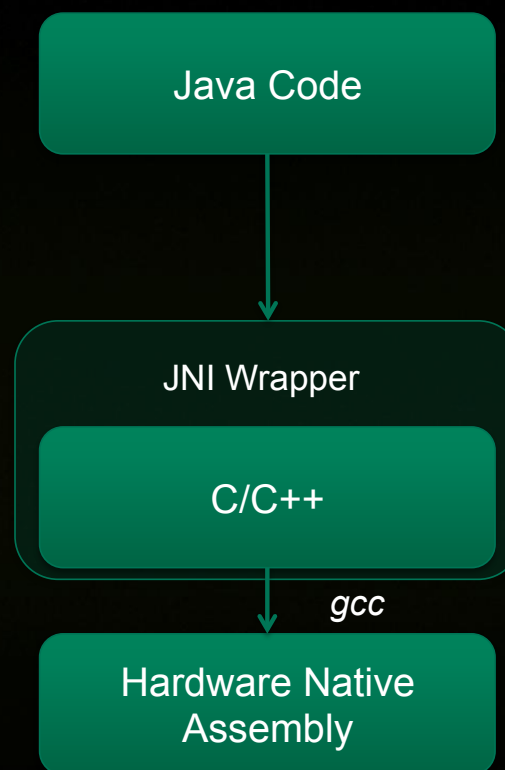 Java Code
JNI Wrapper
C/C++
gcc
Hardware Native
Assembly